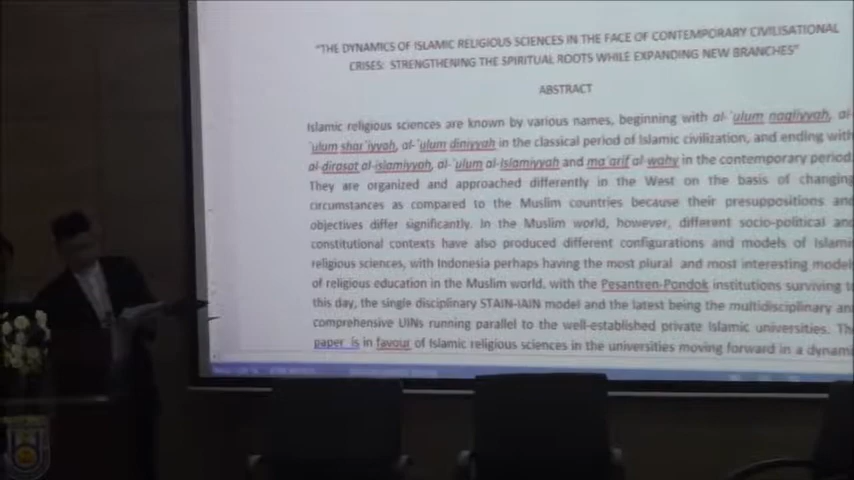 "THE DYNAMICS OF ISLAMIC RELIGIOUS SCIENCES IN THE FACE OF CONTEMPORARY CIVILISATIONAL
CRISES: STRENGTHENING THE SPIRITUAL ROOTS WHILE EXPANDING NEW BRANCHES"
ABSTRACT
Islamic religious sciences are known by various names, beginning with al-`ulum naqliyyah, al-
`ulum shar`iyyah, al-`ulum diniyyah in the classical period of Islamic civilization, and ending with
al-dirasat al-islamiyyah, al-`ulum al-Islamiyyah and ma`arif al-wahy in the contemporary period.
They are organized and approached differently in the West on the basis of changing
circumstances as compared to the Muslim countries because their presuppositions and
objectives differ significantly. In the Muslim world, however, different socio-political and
constitutional contexts have also produced different configurations and models of Islamic
religious sciences, with Indonesia perhaps having the most plural and most interesting model
of religious education in the Muslim world, with the Pesantren-Pondok institutions surviving to
this day, the single disciplinary STAIN-IAIN model and the latest being the multidisciplinary and
comprehensive UINs running parallel to the well-established private Islamic universities. The
paper is in favour of Islamic religious sciences in the universities moving forward in a dynami